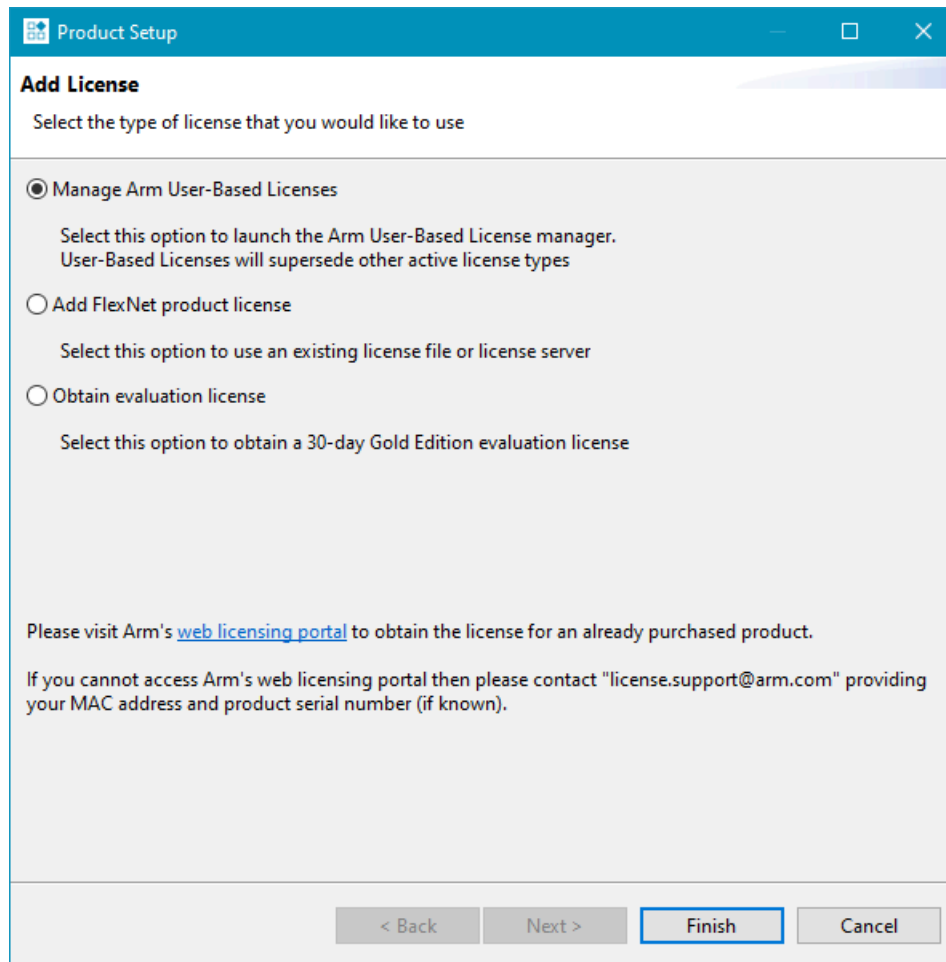 Product Setup
Add License
Select the type of license that you would like to use
Manage Arm User-Based Licenses
Select this option to launch the Arm User-Based License manager.
User-Based Licenses will supersede other active license types
Add FlexNet product license
Select this option to use an existing license file or license server
Obtain evaluation license
Select this option to obtain a 30-day Gold Edition evaluation license
Please visit Arm's web licensing portal to obtain the license for an already purchased product.
If you cannot access Arm's web licensing portal then please contact "license.support@arm.com" providing
your MAC address and product serial number (if known).
< Back Next > Finish Cancel